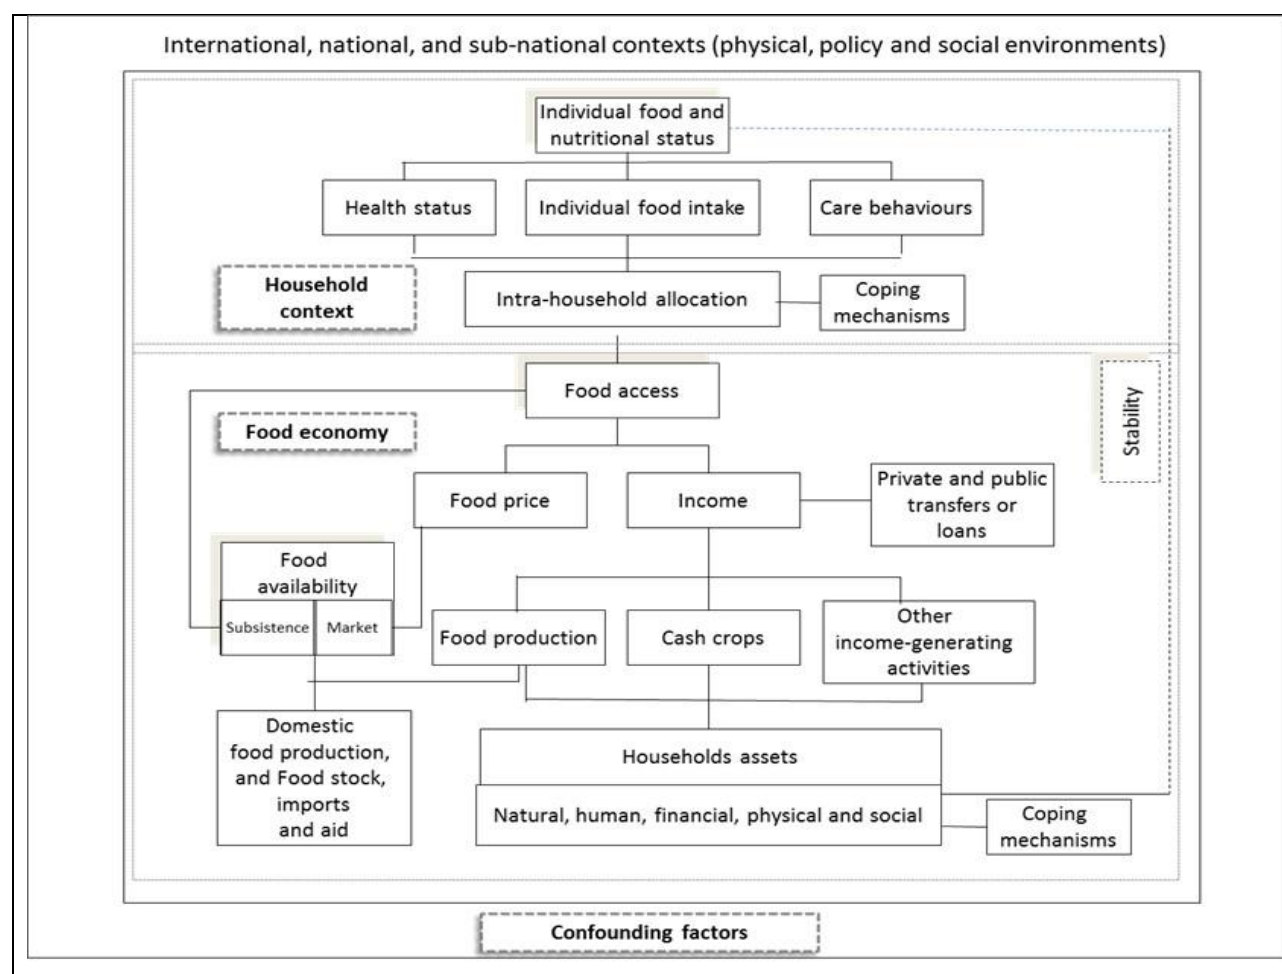 International, national, and sub-national contexts (physical, policy and social environments)
Individual food and
nutritional status
Health status
Individual food intake
Care behaviours
Household
context
Intra-household allocation
Coping
mechanisms
Food access
Stability
Food economy
Food price
Income
Private and public
transfers or
loans
Food
availability
Subsistence
Market
Food production
Cash crops
Other
income-generating
activities
Domestic
food production,
and Food stock,
imports
and aid
Households assets
Natural, human, financial, physical and social
Coping
mechanisms
Confounding factors